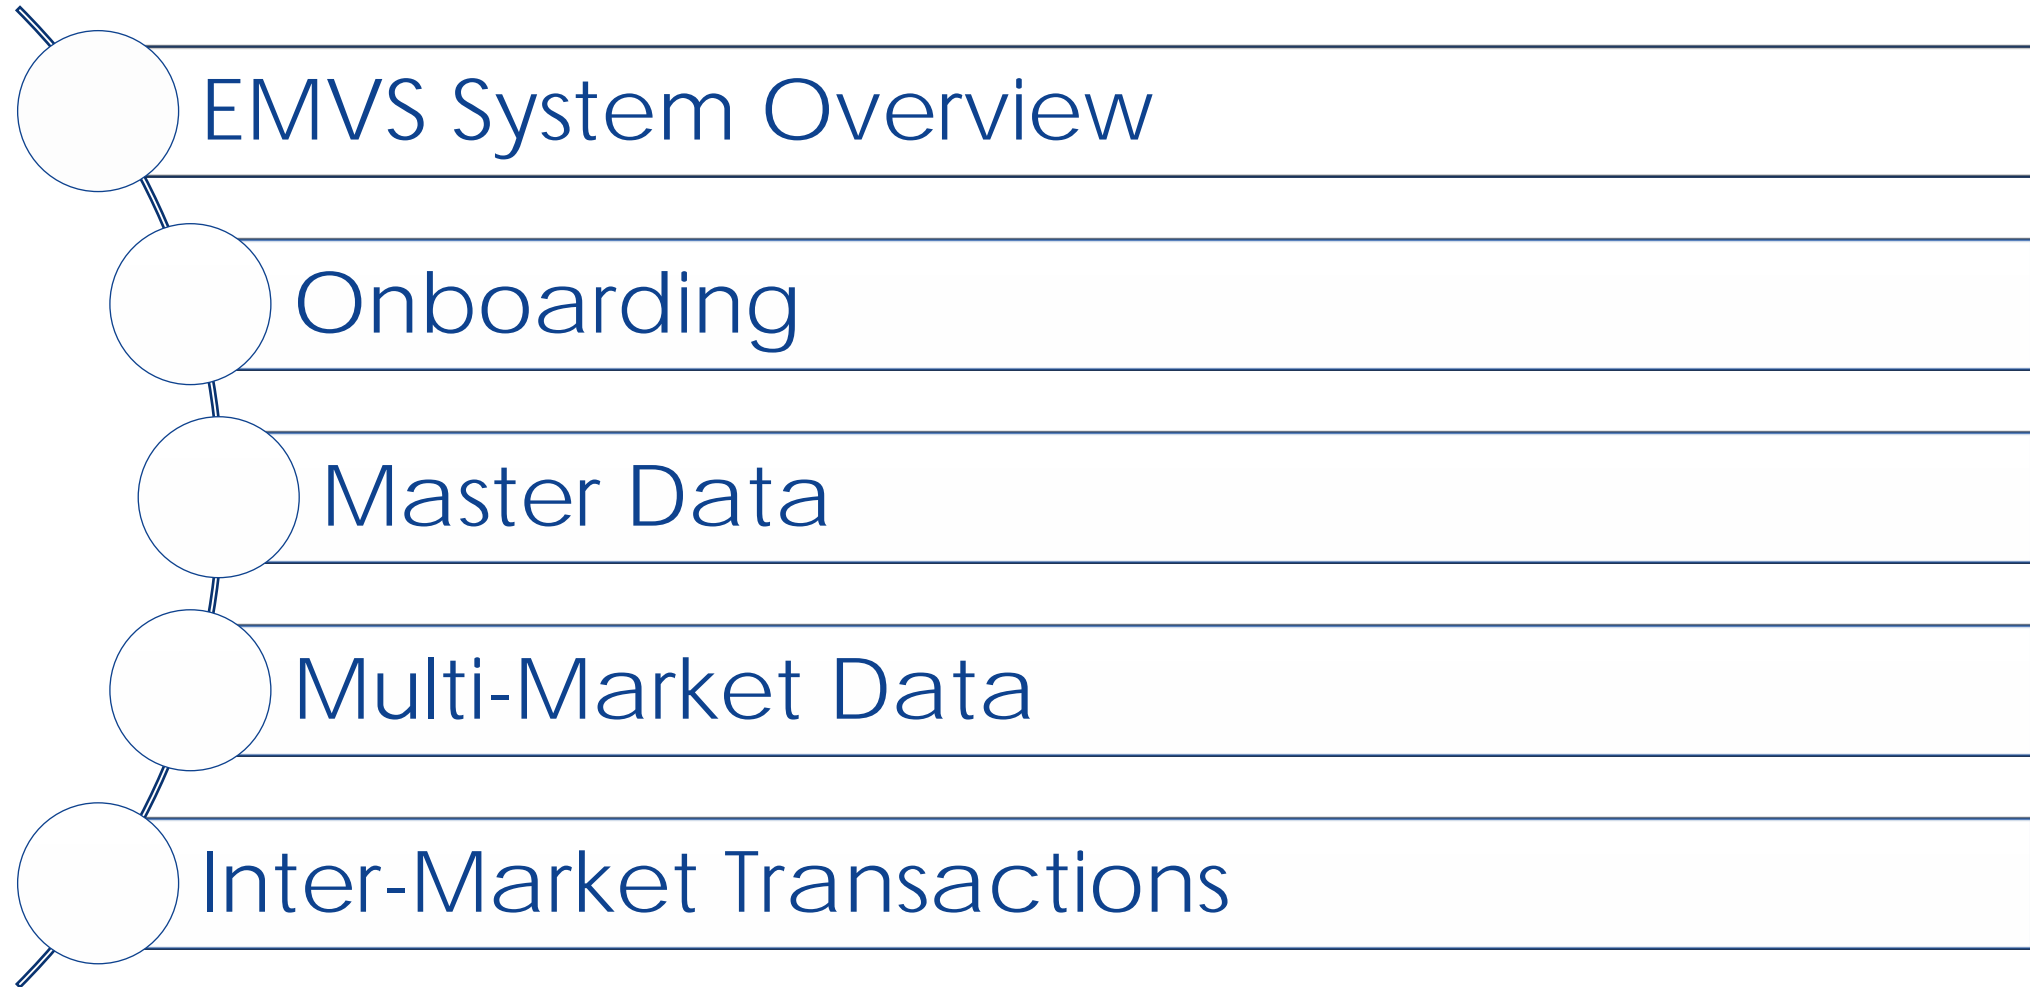 EMVS System Overview
Onboarding
Master Data
Multi-Market Data
Inter-Market Transactions